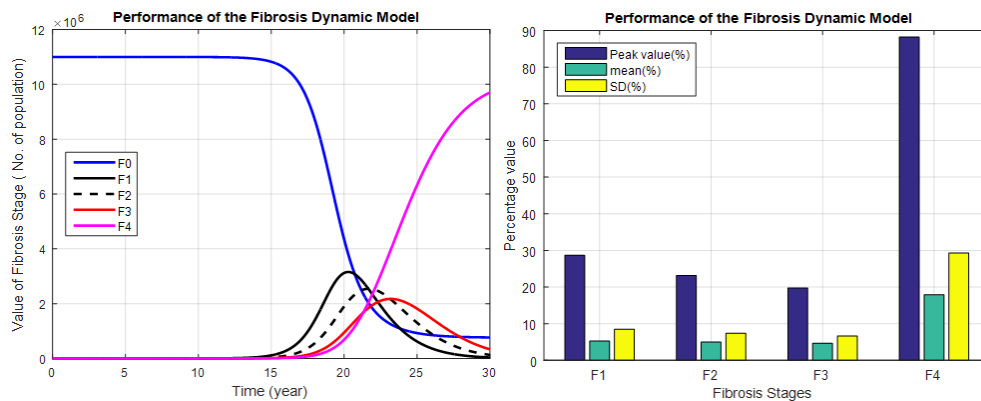 Performance of the Fibrosis Dynamic Model
×10^6
Value of Fibrosis Stage ( No. of population)
12
10
8
6
4
2
0
F0
F1
F2
F3
F4
0 5 10 15 20 25 30
Time (year)
Performance of the Fibrosis Dynamic Model
Percentage value
90
80
70
60
50
40
30
20
10
0
Peak value(%)
mean(%)
SD(%)
F1 F2 F3 F4
Fibrosis Stages